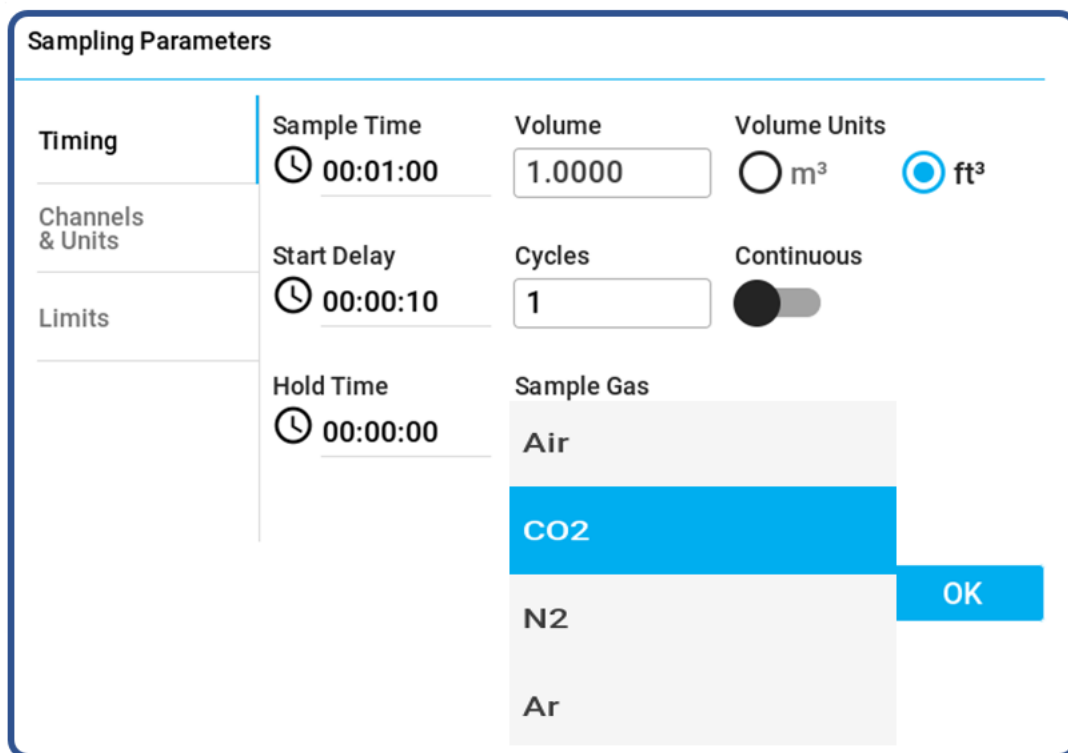 Sampling Parameters
Timing
Channels
& Units
Limits
Sample Time
00:01:00
Volume
1.0000
Volume Units
m³
ft³
Start Delay
00:00:10
Cycles
1
Continuous
Hold Time
00:00:00
Sample Gas
Air
CO2
N2
Ar
OK